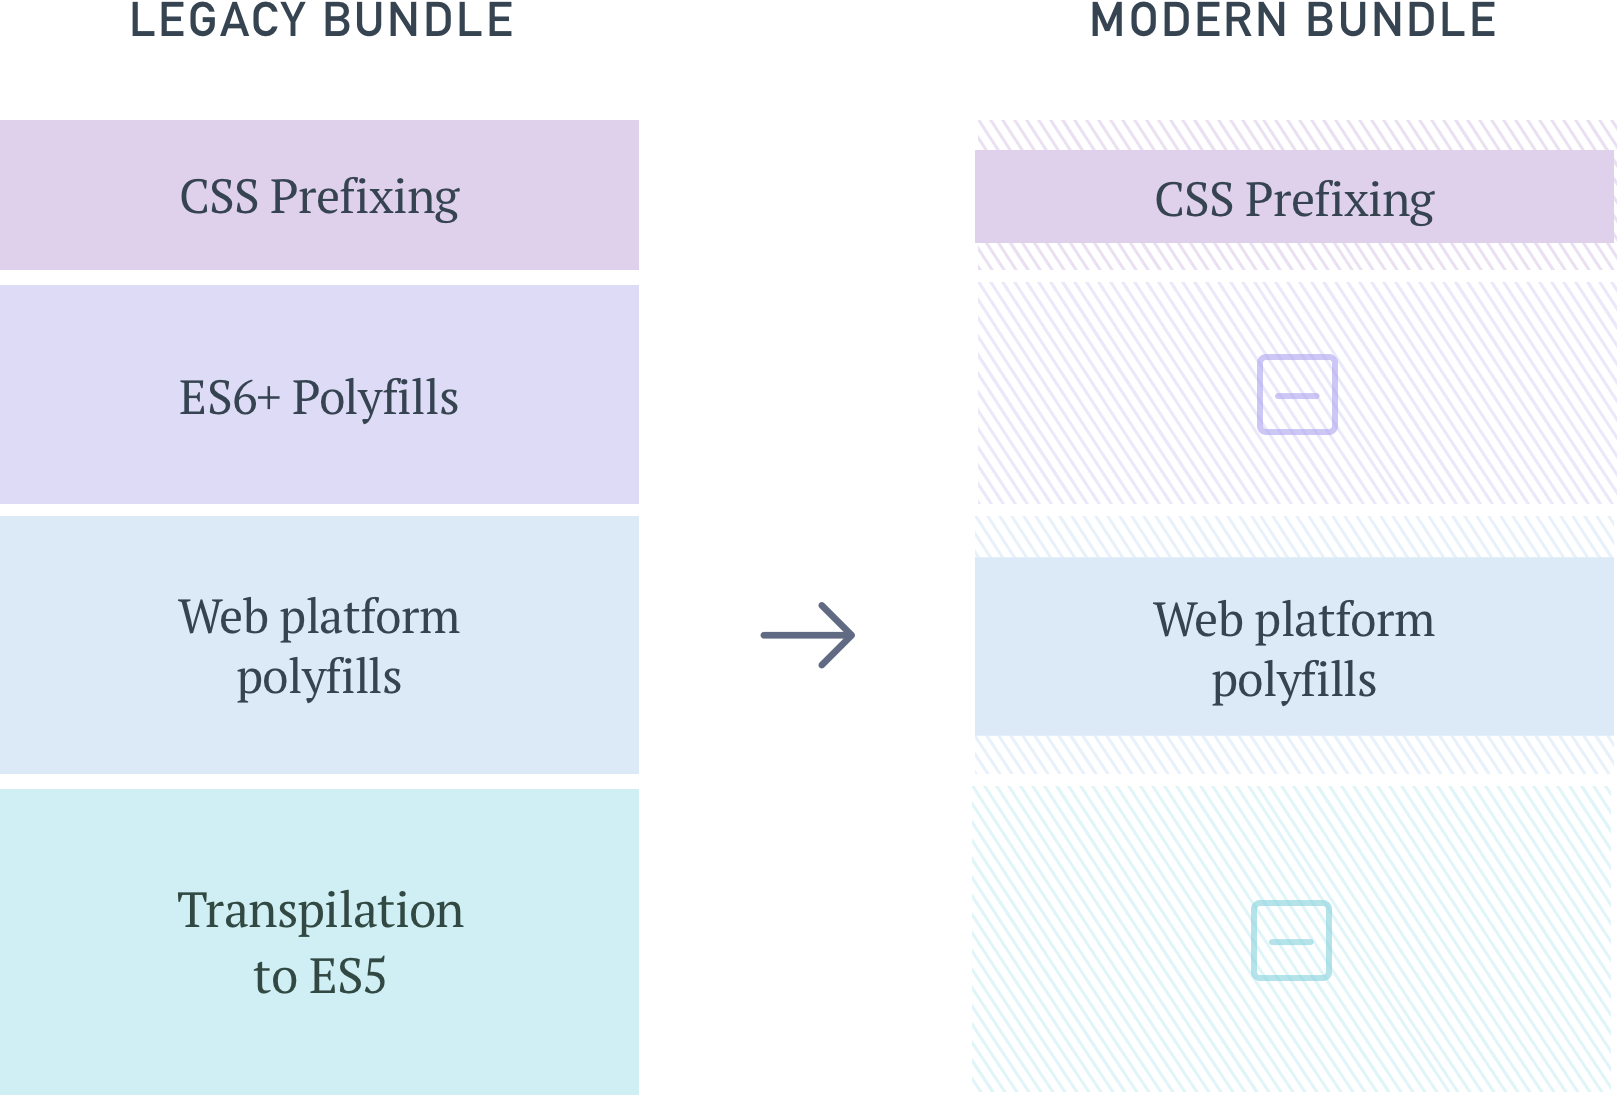 LEGACY BUNDLE
MODERN BUNDLE
CSS Prefixing
ES6+ Polyfills
Web platform
polyfills
Transpilation
to ES5
CSS Prefixing
Web platform
polyfills